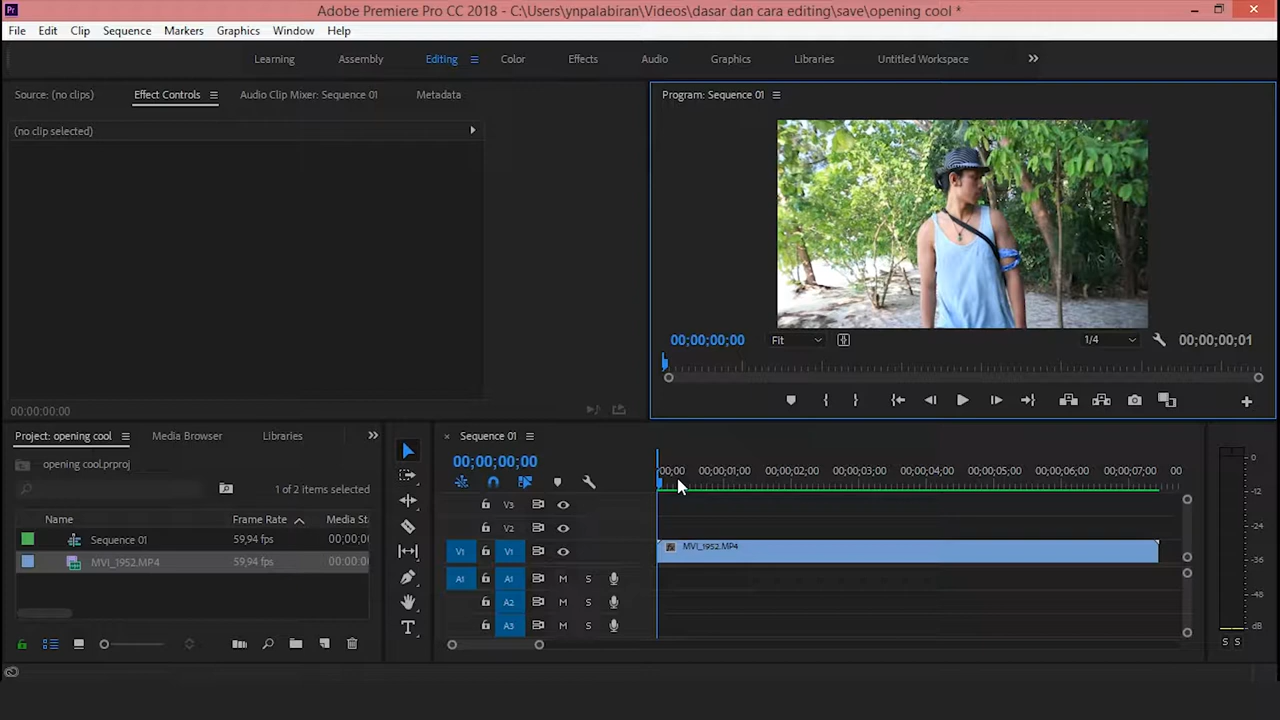 Pr Adobe Premiere Pro CC 2018 - C:\Users\ynpalabiran\Videos\dasar dan cara editing\save\opening cool *
File Edit Clip Sequence Markers Graphics Window Help
Learning Assembly Editing Color Effects Audio Graphics Libraries Untitled Workspace
Source: (no clips) Effect Controls Audio Clip Mixer: Sequence 01 Metadata
Program: Sequence 01
(no clip selected)
00;00;00;00 Fit 1/4 00;00;00;01
00:00:00:00
Project: opening cool Media Browser Libraries
opening cool.prproj
1 of 2 items selected
Name Frame Rate Media St
Sequence 01 59,94 fps 00;00;0
MVI_1952.MP4 59,94 fps 00:00:0
× Sequence 01
00;00;00;00
00;00 00;00;01;00 00;00;02;00 00;00;03;00 00;00;04;00 00;00;05;00 00;00;06;00 00;00;07;00 00
V3
V2
V1 V1 MVI_1952.MP4
A1 A1 M S
A2 M S
A3 M S
T
0
-12
-24
-36
-48
dB
S S